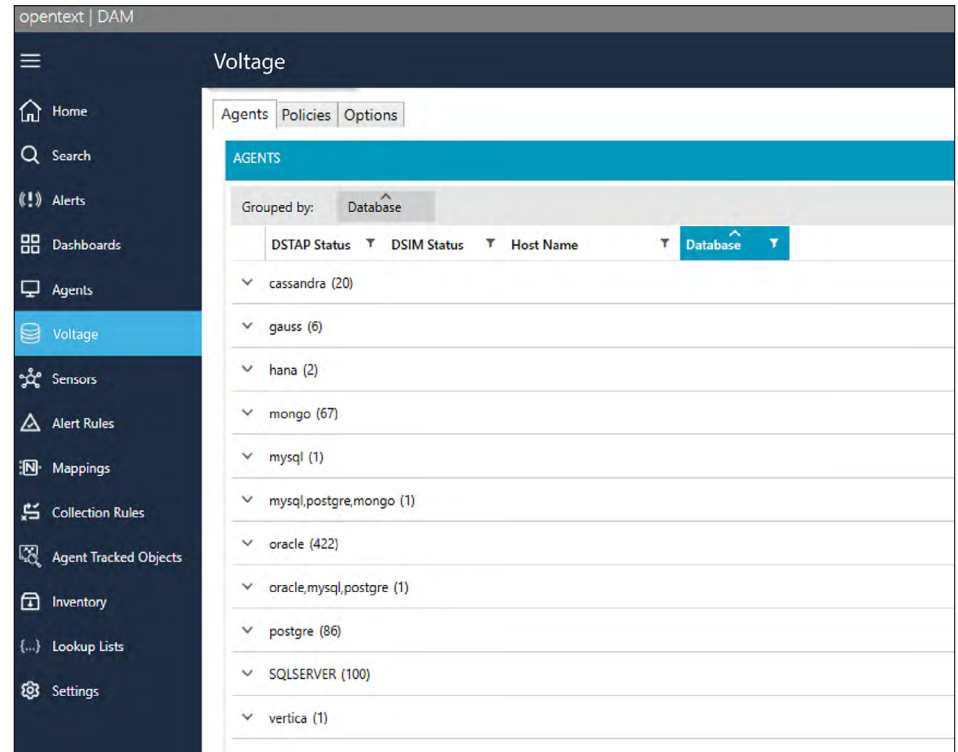 opentext | DAM
Voltage
Home
Search
Alerts
Dashboards
Agents
Voltage
Sensors
Alert Rules
Mappings
Collection Rules
Agent Tracked Objects
Inventory
{...} Lookup Lists
Settings
Agents Policies Options
AGENTS
Grouped by: Database
DSTAP Status DSIM Status Host Name Database
cassandra (20)
gauss (6)
hana (2)
mongo (67)
mysql (1)
mysql,postgre,mongo (1)
oracle (422)
oracle,mysql,postgre (1)
postgre (86)
SQLSERVER (100)
vertica (1)